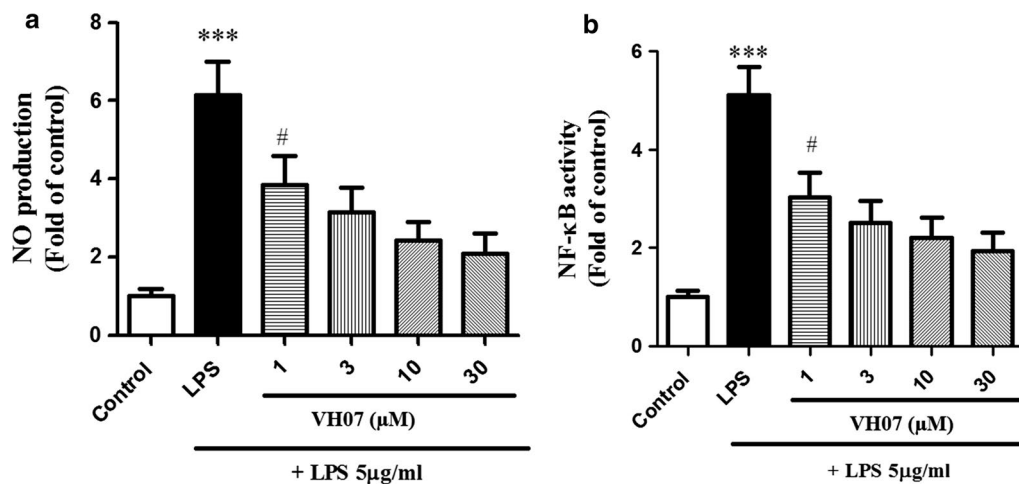 a
NO production
(Fold of control)
8
6
4
2
0
***
#
Control
LPS
1
3
10
30
VH07 (μM)
+ LPS 5μg/ml
b
NF-κB activity
(Fold of control)
6
4
2
0
***
#
Control
LPS
1
3
10
30
VH07 (μM)
+ LPS 5μg/ml